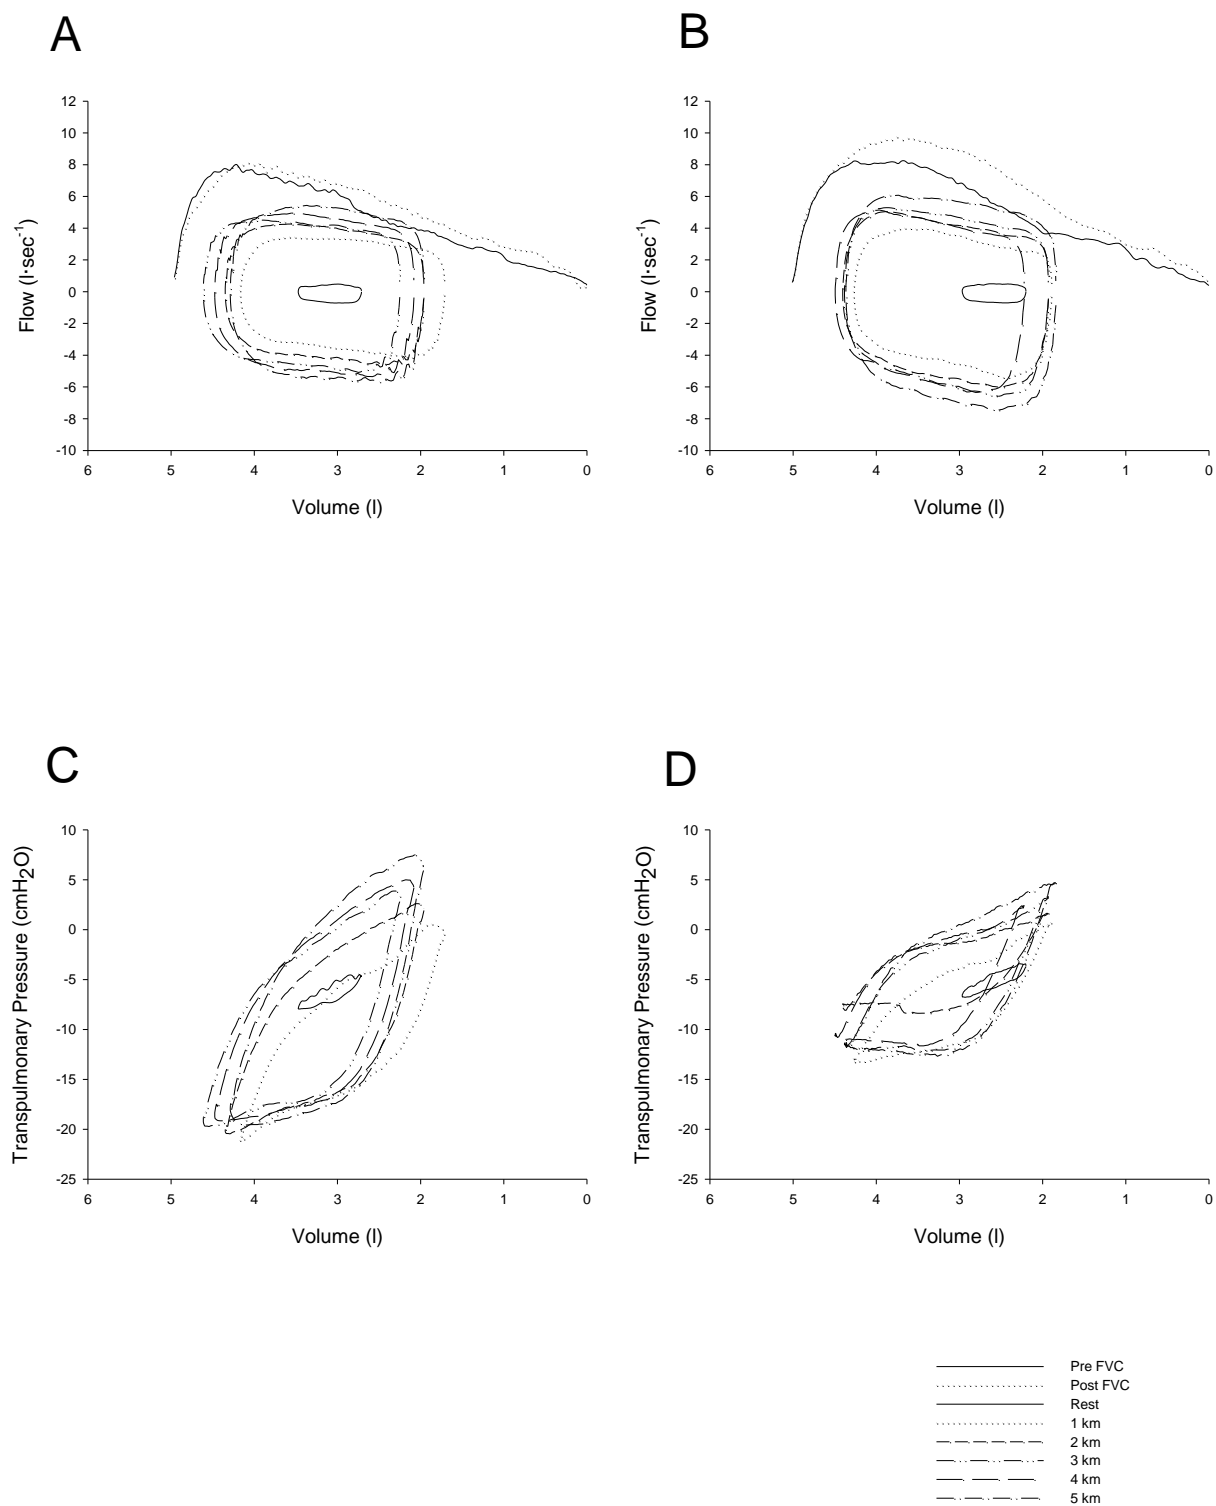 A
B
12
10
8
6
4
2
0
-2
-4
-6
-8
-10
Flow (l·sec-1)
6 5 4 3 2 1 0
Volume (l)
12
10
8
6
4
2
0
-2
-4
-6
-8
-10
Flow (l·sec-1)
6 5 4 3 2 1 0
Volume (l)
C
D
10
5
0
-5
-10
-15
-20
-25
Transpulmonary Pressure (cmH2O)
6 5 4 3 2 1 0
Volume (l)
10
5
0
-5
-10
-15
-20
-25
Transpulmonary Pressure (cmH2O)
6 5 4 3 2 1 0
Volume (l)
Pre FVC
Post FVC
Rest
1 km
2 km
3 km
4 km
5 km